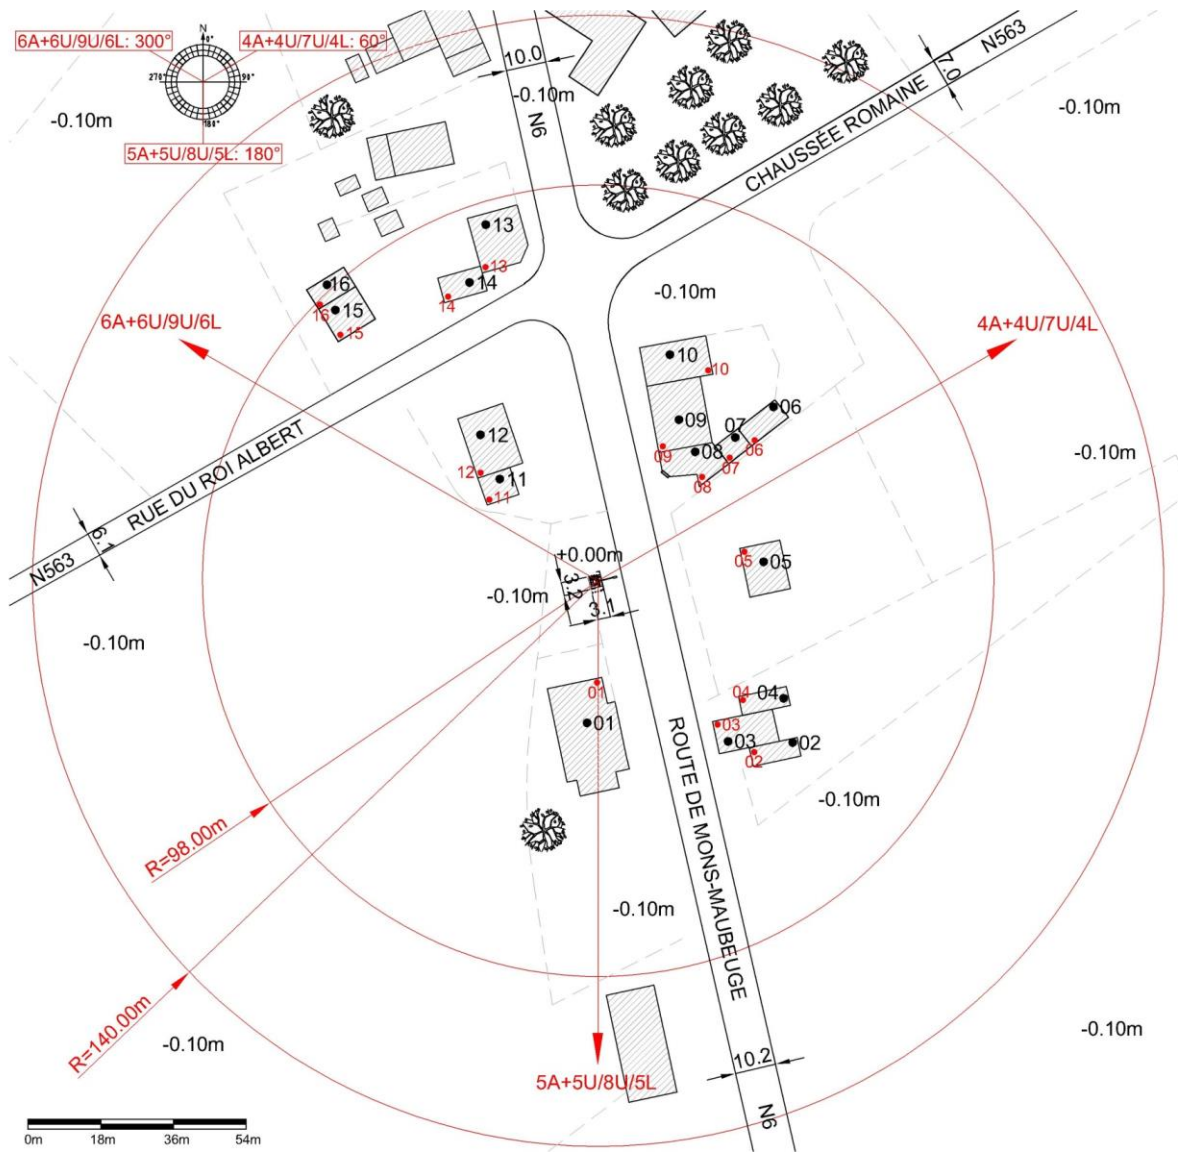 6A+6U/9U/6L: 300°
N
4A+4U/7U/4L: 60°
270°
90°
180°
5A+5U/8U/5L: 180°
-0.10m
10.0
-0.10m
N6
N563
7.0
CHAUSSÉE ROMAINE
-0.10m
13
13
14
14
16
16
15
15
-0.10m
6A+6U/9U/6L
4A+4U/7U/4L
10
10
06
06
07
07
09
09
08
08
12
12
11
11
-0.10m
RUE DU ROI ALBERT
6.1
N563
+0.00m
3.2
3.1
-0.10m
05
05
-0.10m
01
01
04
04
03
03
02
02
ROUTE DE MONS-MAUBEUGE
-0.10m
R=98.00m
-0.10m
R=140.00m
-0.10m
-0.10m
10.2
5A+5U/8U/5L
N6
0m
18m
36m
54m